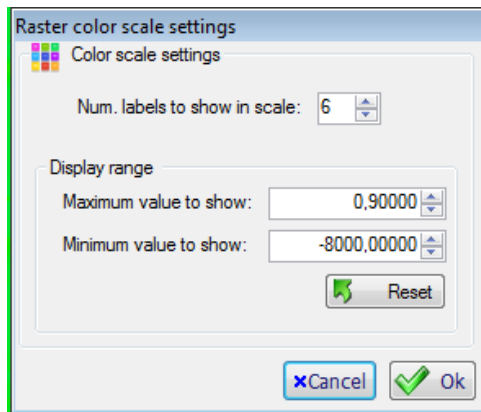 Raster color scale settings
Color scale settings
Num. labels to show in scale: 6
Display range
Maximum value to show: 0,90000
Minimum value to show: -8000,00000
Reset
Cancel Ok